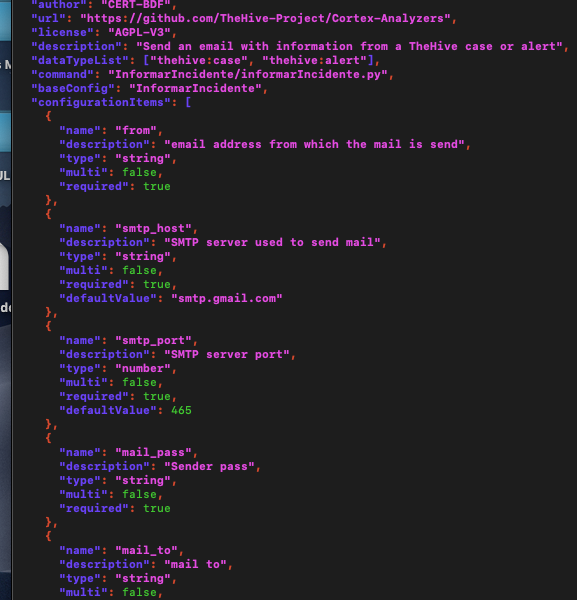 "author": "CERT-BDF",
"url": "https://github.com/TheHive-Project/Cortex-Analyzers",
"license": "AGPL-V3",
"description": "Send an email with information from a TheHive case or alert",
"dataTypeList": ["thehive:case", "thehive:alert"],
"command": "InformarIncidente/informarIncidente.py",
"baseConfig": "InformarIncidente",
"configurationItems": [
{
"name": "from",
"description": "email address from which the mail is send",
"type": "string",
"multi": false,
"required": true
},
{
"name": "smtp_host",
"description": "SMTP server used to send mail",
"type": "string",
"multi": false,
"required": true,
"defaultValue": "smtp.gmail.com"
},
{
"name": "smtp_port",
"description": "SMTP server port",
"type": "number",
"multi": false,
"required": true,
"defaultValue": 465
},
{
"name": "mail_pass",
"description": "Sender pass",
"type": "string",
"multi": false,
"required": true
},
{
"name": "mail_to",
"description": "mail to",
"type": "string",
"multi": false,